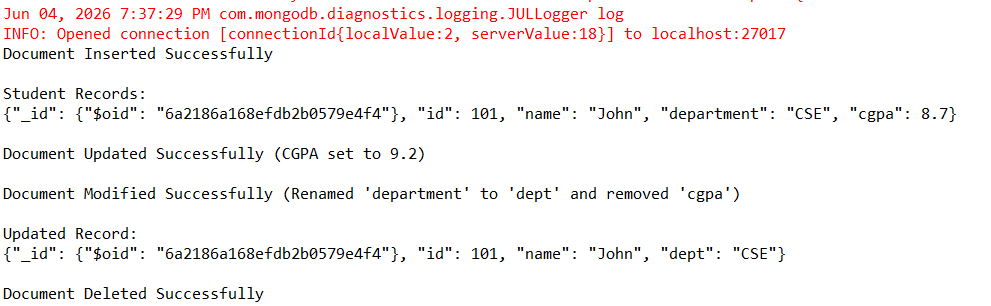 Jun 04, 2026 7:37:29 PM com.mongodb.diagnostics.logging.JULLogger log
INFO: Opened connection [connectionId{localValue:2, serverValue:18}] to localhost:27017
Document Inserted Successfully
Student Records:
{"_id": {"$oid": "6a2186a168efdb2b0579e4f4"}, "id": 101, "name": "John", "department": "CSE", "cgpa": 8.7}
Document Updated Successfully (CGPA set to 9.2)
Document Modified Successfully (Renamed 'department' to 'dept' and removed 'cgpa')
Updated Record:
{"_id": {"$oid": "6a2186a168efdb2b0579e4f4"}, "id": 101, "name": "John", "dept": "CSE"}
Document Deleted Successfully